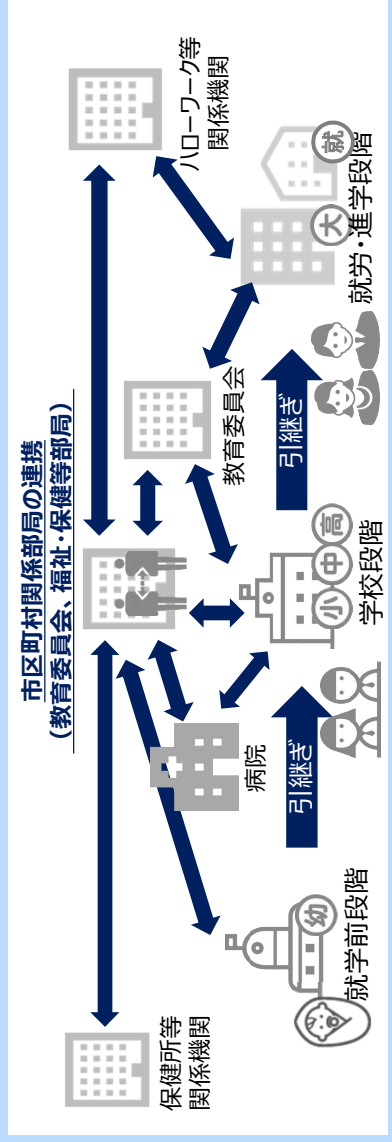 市区町村関係部局の連携
（教育委員会、福祉・保健等部局）
保健所等
関係機関
病院
教育委員会
ハローワーク等
関係機関
幼
就学前段階
引継ぎ
小 中 高
学校段階
引継ぎ
大 就
就労・進学段階